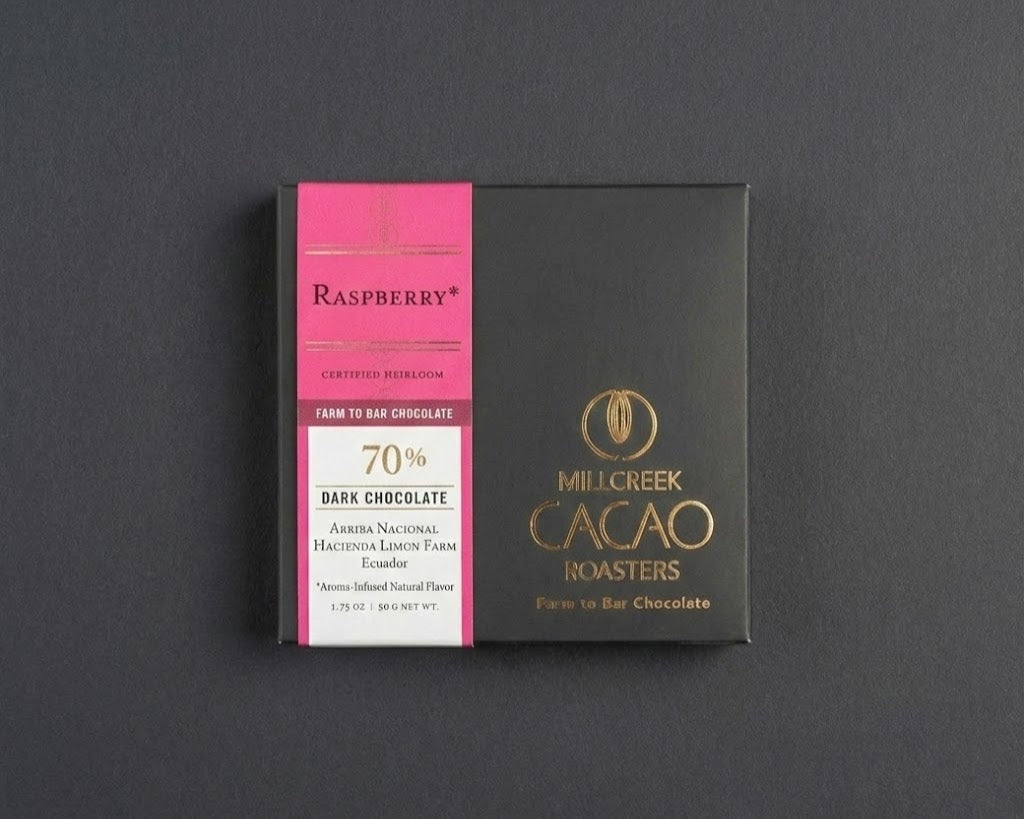 RASPBERRY*
CERTIFIED HEIRLOOM
FARM TO BAR CHOCOLATE
70%
DARK CHOCOLATE
ARRIBA NACIONAL
HACIENDA LIMON FARM
Ecuador
*Aroms-Infused Natural Flavor
1.75 OZ | 50 G NET WT.
MILLCREEK
CACAO
ROASTERS
Farm to Bar Chocolate